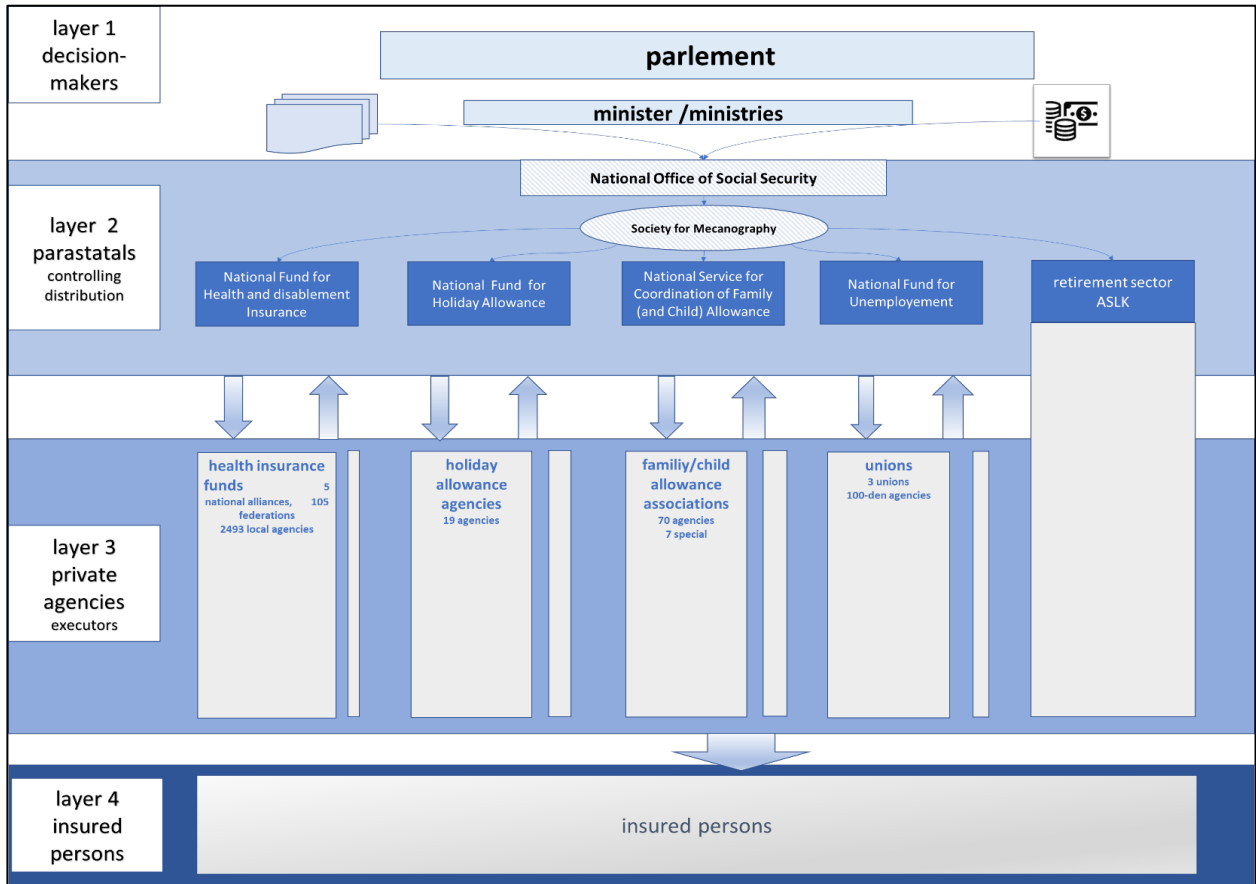 layer 1
decision-
makers
parlement
minister /ministries
National Office of Social Security
layer 2
parastatals
controlling
distribution
Society for Mecanography
National Fund for
Health and disablement
Insurance
National Fund for
Holiday Allowance
National Service for
Coordination of Family
(and Child) Allowance
National Fund for
Unemployement
retirement sector
ASLK
layer 3
private
agencies
executors
health insurance
funds 5
national alliances, 105
federations
2493 local agencies
holiday
allowance
agencies
19 agencies
familiy/child
allowance
associations
70 agencies
7 special
unions
3 unions
100-den agencies
layer 4
insured
persons
insured persons